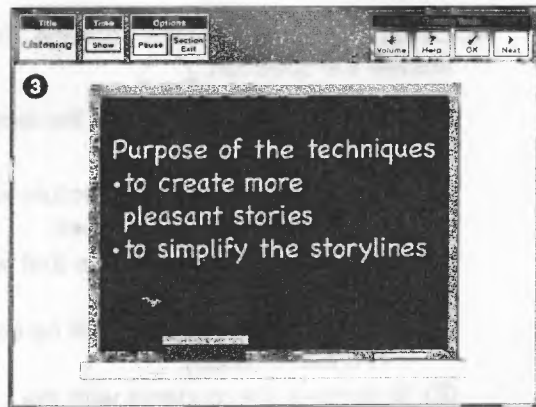 Title
Time
Options
Listening
Show
Pause
Section
Exit
Volume
Help
OK
Next
3
Purpose of the techniques
•to create more
pleasant stories
•to simplify the storylines